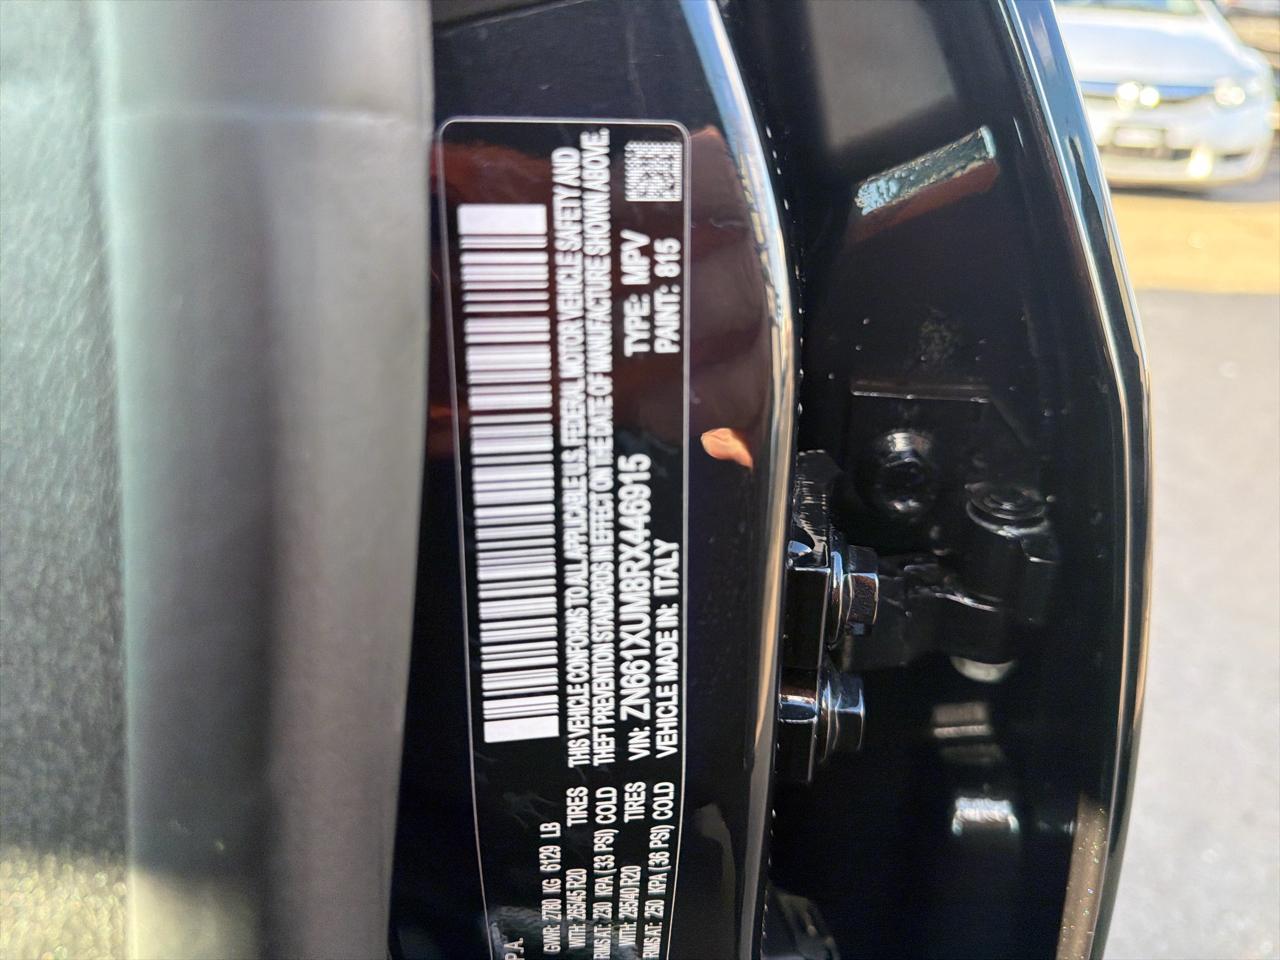 P.A
GVWR: 2780 KG 6129 LB
WITH: 265/45 R20 TIRES
RMS AT: 230 KPA (33 PSI) COLD
WITH: 295/40 R20 TIRES
RMS AT: 250 KPA (36 PSI) COLD
THIS VEHICLE CONFORMS TO ALL APPLICABLE U.S. FEDERAL MOTOR VEHICLE SAFETY AND
THEFT PREVENTION STANDARDS IN EFFECT ON THE DATE OF MANUFACTURE SHOWN ABOVE.
VIN: ZN661XUM8RX446915 TYPE: MPV
VEHICLE MADE IN: ITALY PAINT: 815